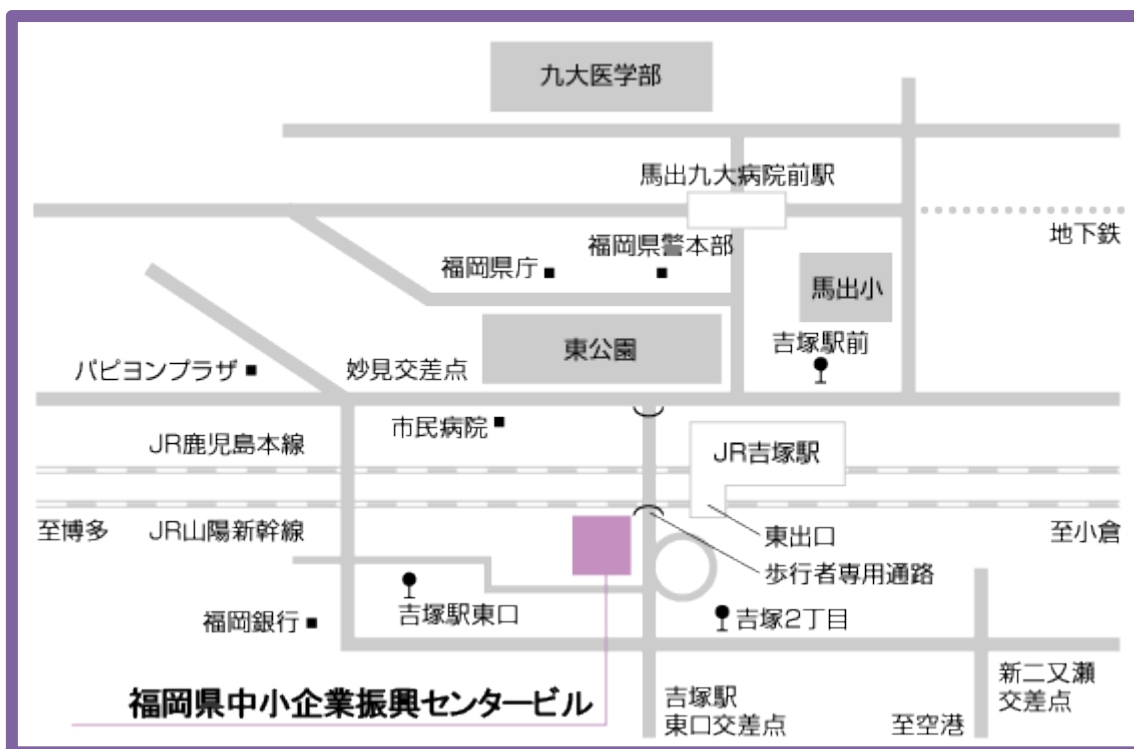 九大医学部
馬出九大病院前駅
地下鉄
福岡県警本部
福岡県庁
馬出小
吉塚駅前
東公園
パピヨンプラザ
妙見交差点
市民病院
JR鹿児島本線
JR吉塚駅
至博多
JR山陽新幹線
東出口
至小倉
歩行者専用通路
吉塚駅東口
福岡銀行
吉塚2丁目
福岡県中小企業振興センタービル
吉塚駅
東口交差点
至空港
新二又瀬
交差点